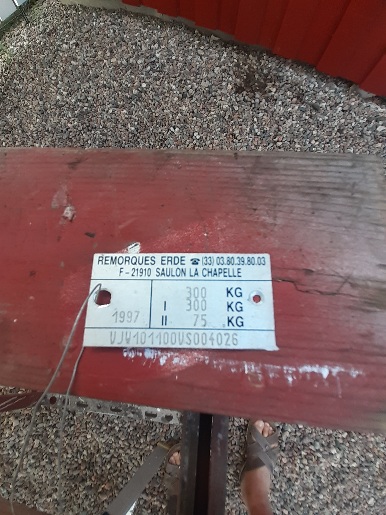 REMORQUES ERDE ☎ (33) 03.80.39.80.03
F-21910 SAULON LA CHAPELLE
300 KG
I 300 KG
1997 II 75 KG
VJW101100VS004026